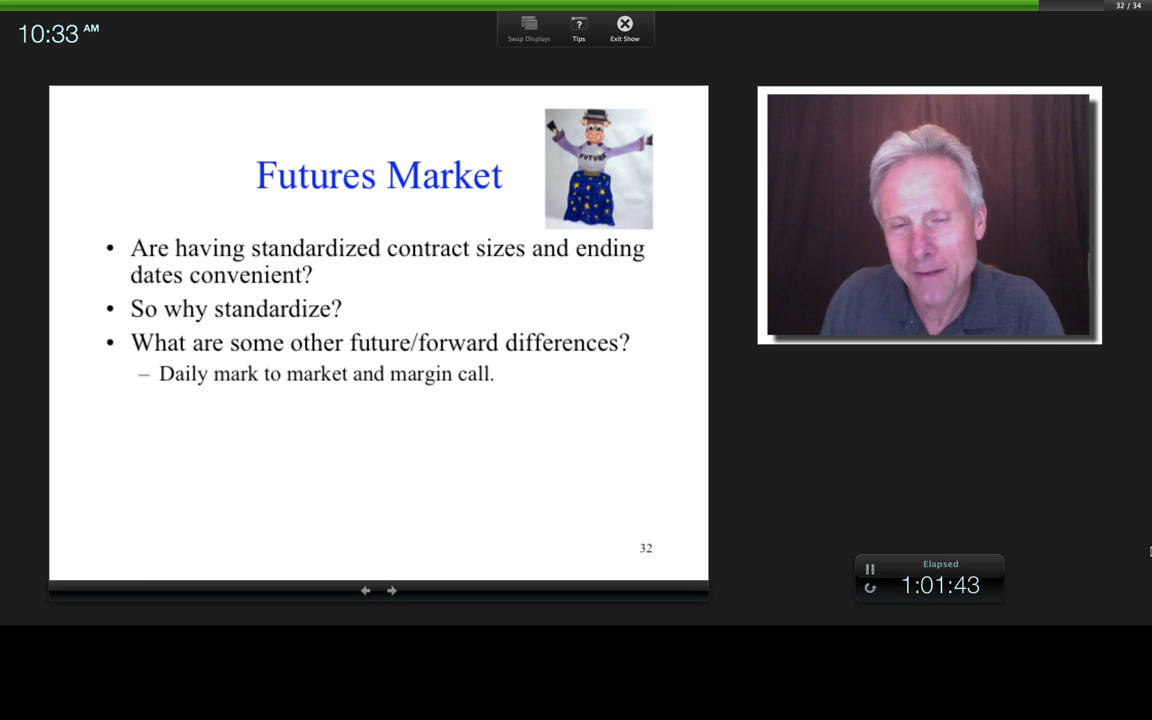 32 / 34
10:33 AM
Swap Displays
Tips
Exit Show
Futures Market
FUTURE
• Are having standardized contract sizes and ending
dates convenient?
• So why standardize?
• What are some other future/forward differences?
– Daily mark to market and margin call.
32
Elapsed
1:01:43